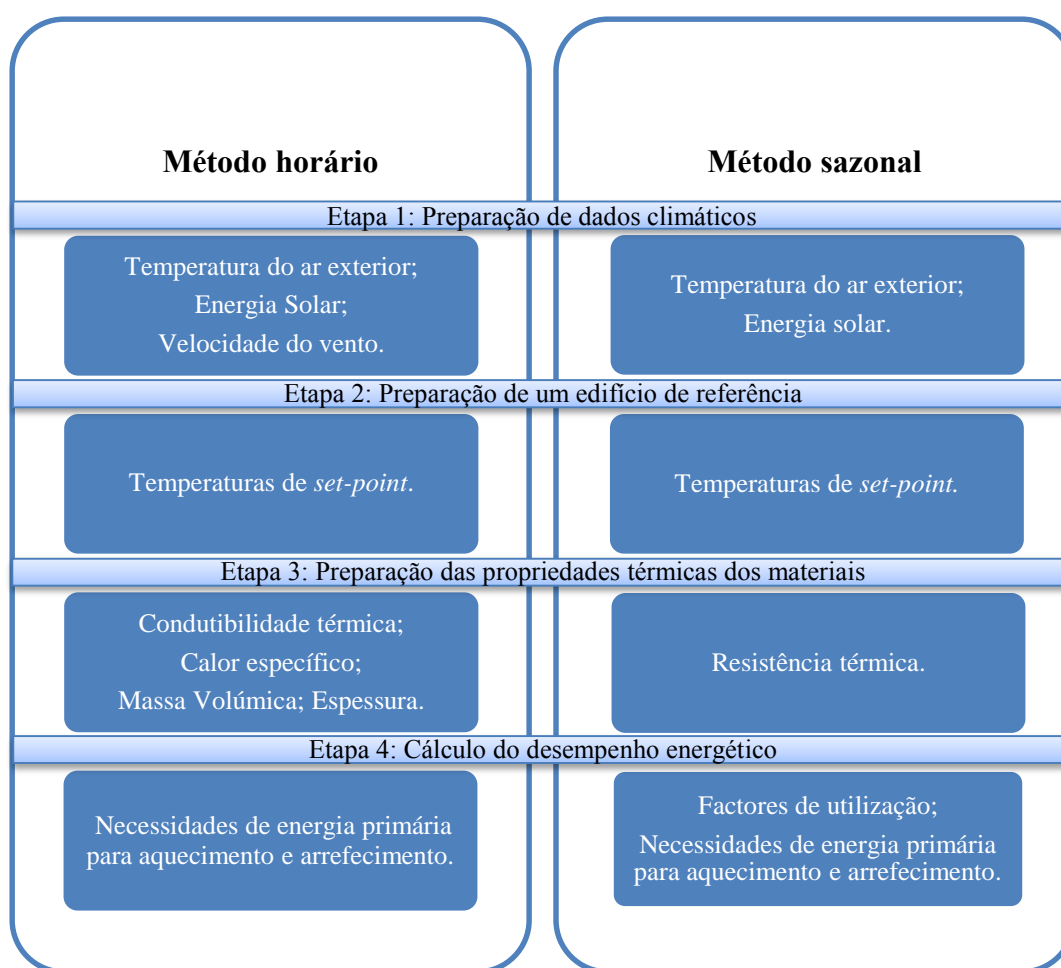 Método horário
Método sazonal
Etapa 1: Preparação de dados climáticos
Temperatura do ar exterior;
Energia Solar;
Velocidade do vento.
Temperatura do ar exterior;
Energia solar.
Etapa 2: Preparação de um edifício de referência
Temperaturas de set-point.
Temperaturas de set-point.
Etapa 3: Preparação das propriedades térmicas dos materiais
Condutibilidade térmica;
Calor específico;
Massa Volúmica; Espessura.
Resistência térmica.
Etapa 4: Cálculo do desempenho energético
Necessidades de energia primária
para aquecimento e arrefecimento.
Factores de utilização;
Necessidades de energia primária
para aquecimento e arrefecimento.